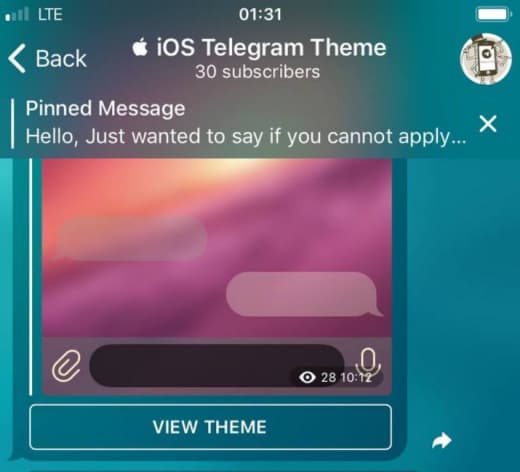 LTE
01:31
Back
iOS Telegram Theme
30 subscribers
Pinned Message
Hello, Just wanted to say if you cannot apply...
28 10:12
VIEW THEME